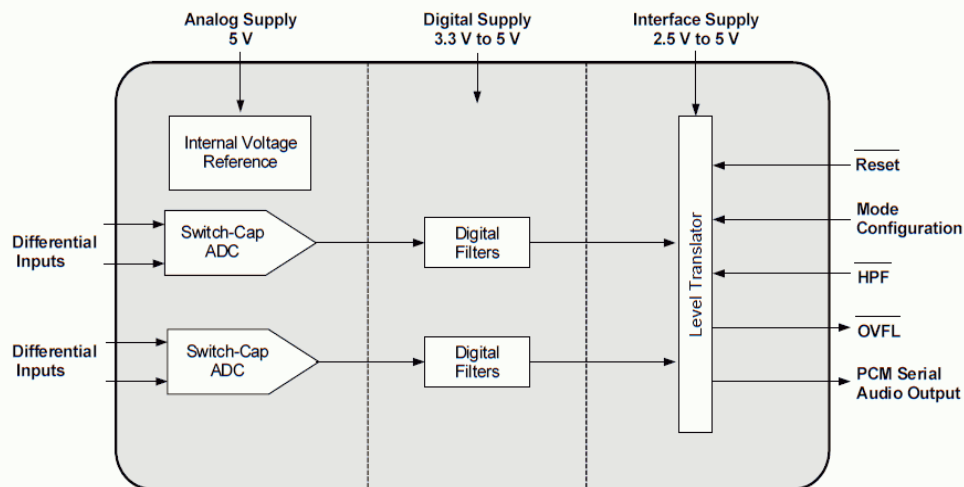 Analog Supply
5 V
Digital Supply
3.3 V to 5 V
Interface Supply
2.5 V to 5 V
Internal Voltage
Reference
Differential
Inputs
Switch-Cap
ADC
Digital
Filters
Level Translator
Reset
Mode
Configuration
HPF
Differential
Inputs
Switch-Cap
ADC
Digital
Filters
OVFL
PCM Serial
Audio Output